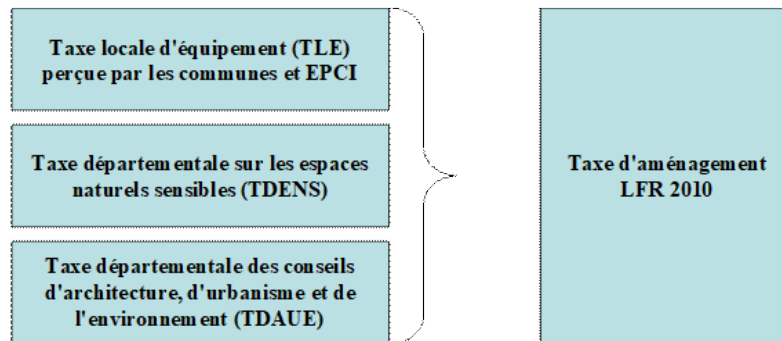 Taxe locale d'équipement (TLE)
perçue par les communes et EPCI
Taxe départementale sur les espaces
naturels sensibles (TDENS)
Taxe départementale des conseils
d'architecture, d'urbanisme et de
l'environnement (TDAUE)
Taxe d'aménagement
LFR 2010